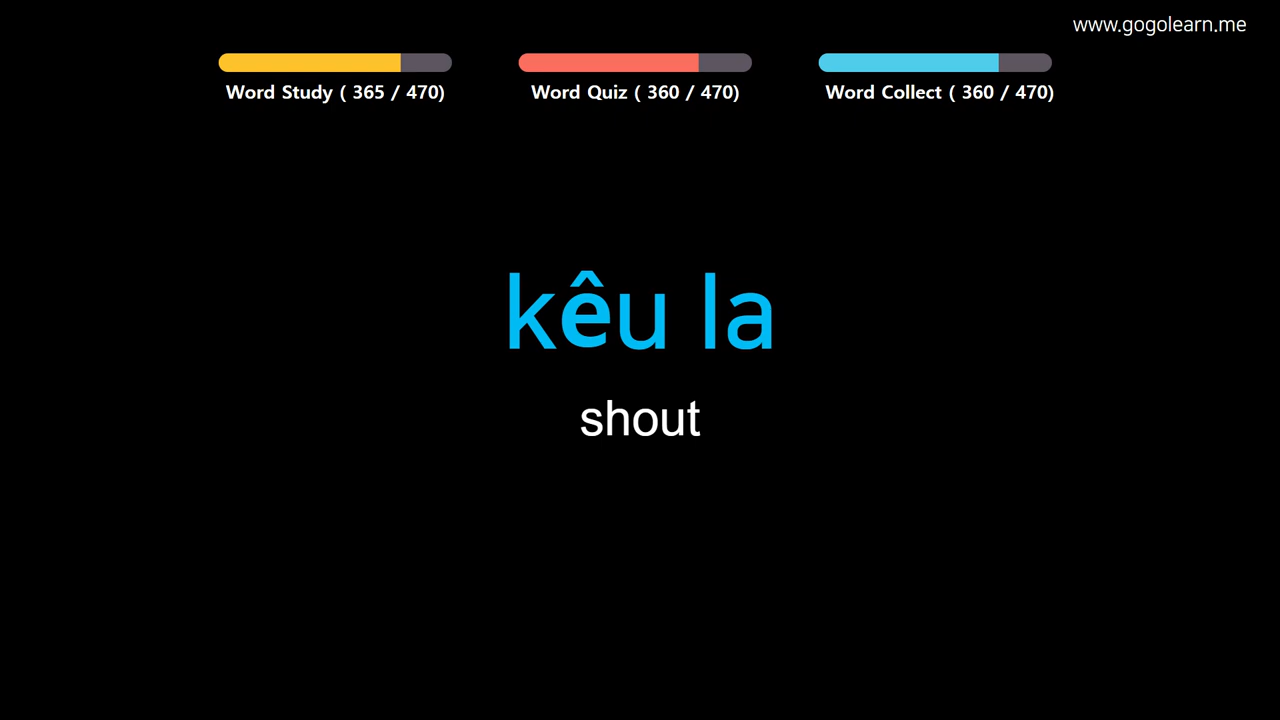 www.gogolearn.me
Word Study ( 365 / 470)
Word Quiz ( 360 / 470)
Word Collect ( 360 / 470)
kêu la
shout